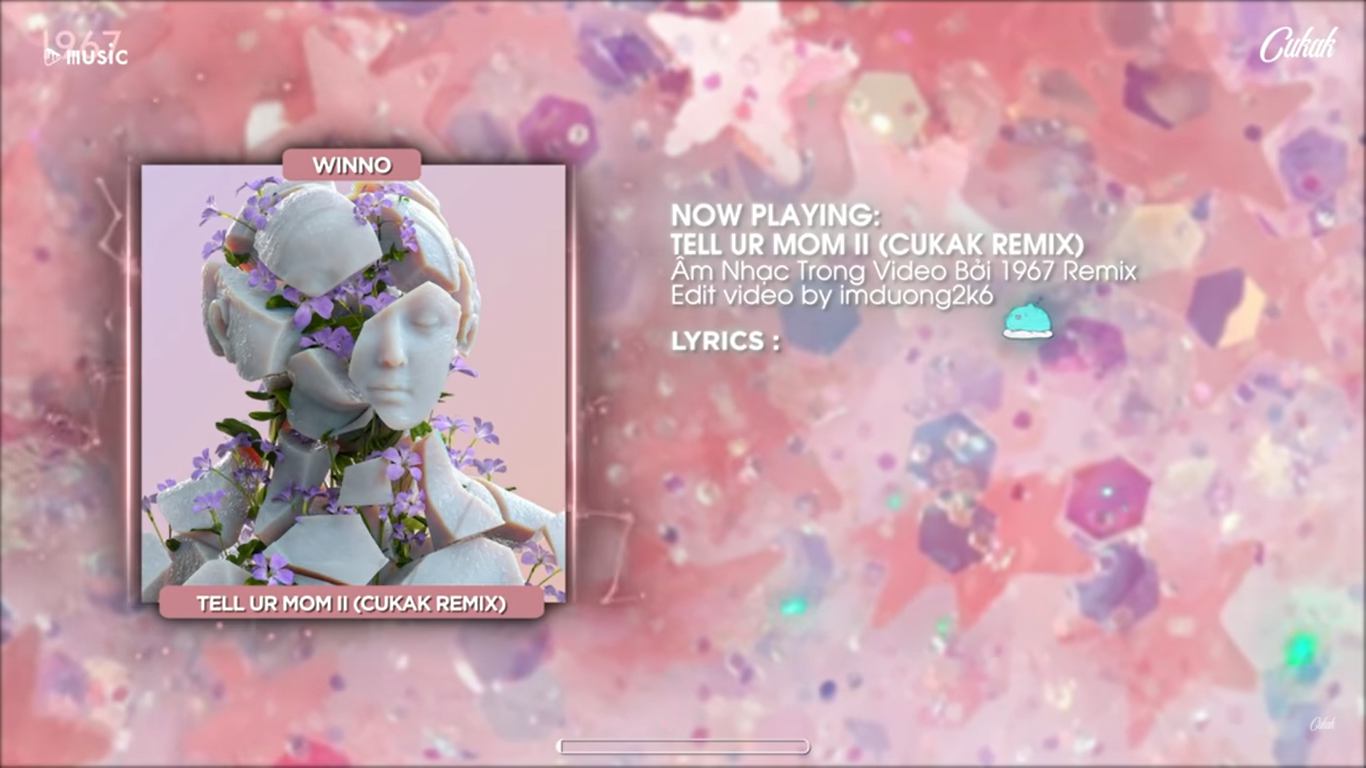 1967
music
Cukak
WINNO
NOW PLAYING:
TELL UR MOM II (CUKAK REMIX)
Âm Nhạc Trong Video Bởi 1967 Remix
Edit video by imduong2k6
LYRICS :
TELL UR MOM II (CUKAK REMIX)
Cukak